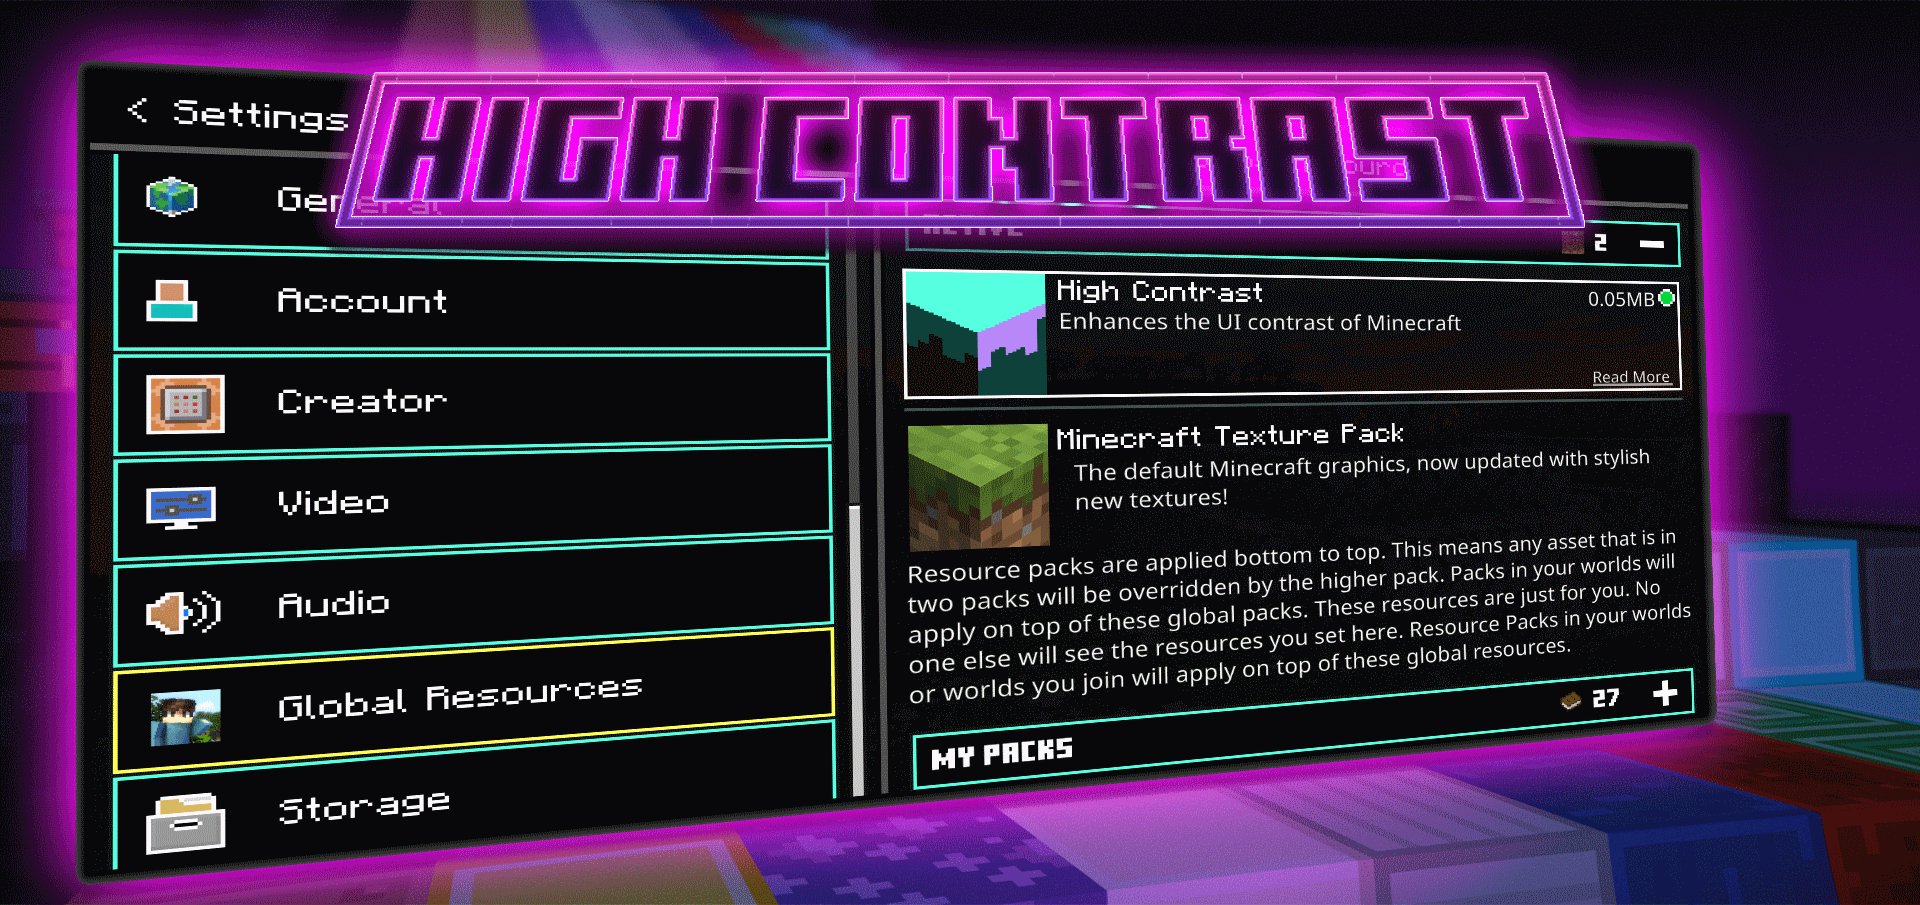 HIGH CONTRAST
< Settings
General
Account
Creator
Video
Audio
Global Resources
Storage
ACTIVE
2
High Contrast
0.05MB
Enhances the UI contrast of Minecraft
Read More
Minecraft Texture Pack
The default Minecraft graphics, now updated with stylish
new textures!
Resource packs are applied bottom to top. This means any asset that is in
two packs will be overridden by the higher pack. Packs in your worlds will
apply on top of these global packs. These resources are just for you. No
one else will see the resources you set here. Resource Packs in your worlds
or worlds you join will apply on top of these global resources.
MY PACKS
27